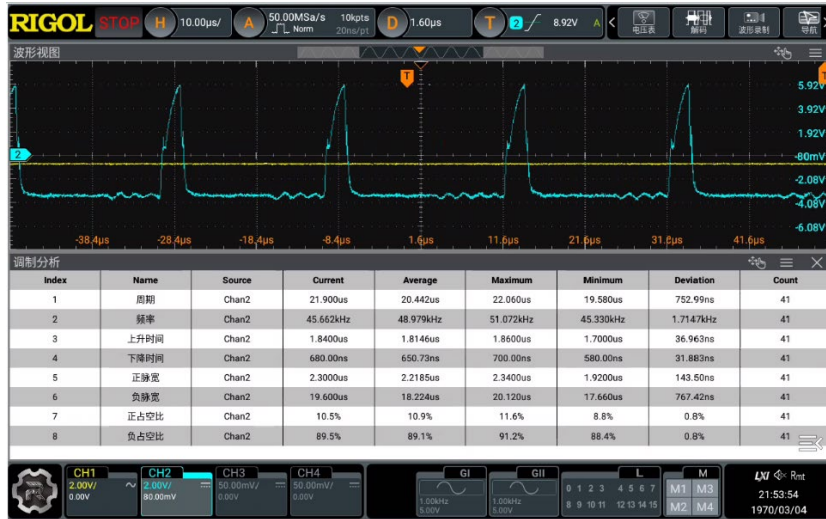 RIGOL STOP H 10.00μs/ A 50.00MSa/s 10kpts Norm 20ns/pt D 1.60μs T 2 8.92V A 电压表 解码 波形录制 导航
波形视图
T
T
5.92V
3.92V
1.92V
2
-80mV
-2.08V
-4.08V
-6.08V
-38.4μs -28.4μs -18.4μs -8.4μs 1.6μs 11.6μs 21.6μs 31.6μs 41.6μs
调制分析
Index Name Source Current Average Maximum Minimum Deviation Count
1 周期 Chan2 21.900us 20.442us 22.060us 19.580us 752.99ns 41
2 频率 Chan2 45.662kHz 48.979kHz 51.072kHz 45.330kHz 1.7147kHz 41
3 上升时间 Chan2 1.8400us 1.8146us 1.8600us 1.7000us 36.963ns 41
4 下降时间 Chan2 680.00ns 650.73ns 700.00ns 580.00ns 31.883ns 41
5 正脉宽 Chan2 2.3000us 2.2185us 2.3400us 1.9200us 143.50ns 41
6 负脉宽 Chan2 19.600us 18.224us 20.120us 17.660us 767.42ns 41
7 正占空比 Chan2 10.5% 10.9% 11.6% 8.8% 0.8% 41
8 负占空比 Chan2 89.5% 89.1% 91.2% 88.4% 0.8% 41
CH1 CH2 CH3 CH4 GI GII L M LXI Rmt
2.00V/ 2.00V/ 50.00mV/ 50.00mV/ 0 1 2 3 4 5 6 7 M1 M3
0.00V 80.00mV 0.00V 0.00V 1.00kHz 1.00kHz 8 9 10 11 12 13 14 15 M2 M4 21:53:54
5.00V 5.00V 1970/03/04